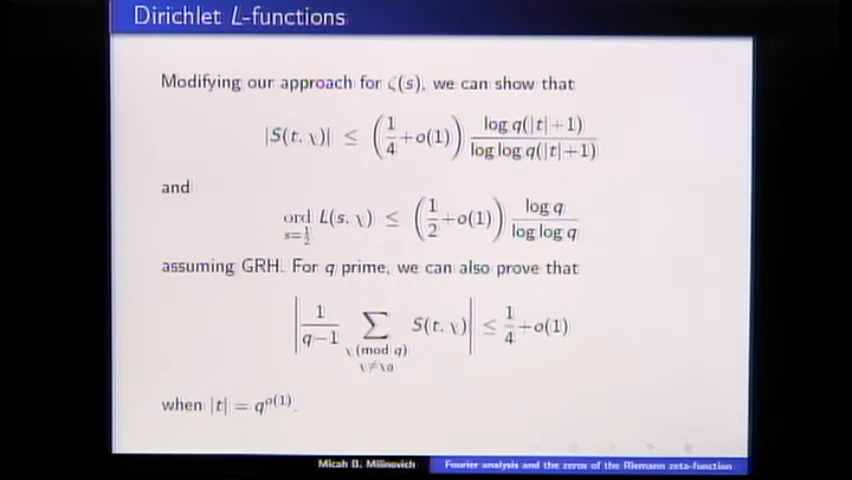 Dirichlet L-functions
Modifying our approach for ζ(s), we can show that
|S(t, χ)| ≤ (1/4 + o(1)) log q(|t|+1) / log log q(|t|+1)
and
ord_{s=1/2} L(s, χ) ≤ (1/2 + o(1)) log q / log log q
assuming GRH. For q prime, we can also prove that
|1/(q−1) ∑_{χ (mod q) χ≠χ₀} S(t, χ)| ≤ 1/4 + o(1)
when |t| = q^{o(1)}.
Micah B. Milinovich Fourier analysis and the zeros of the Riemann zeta-function